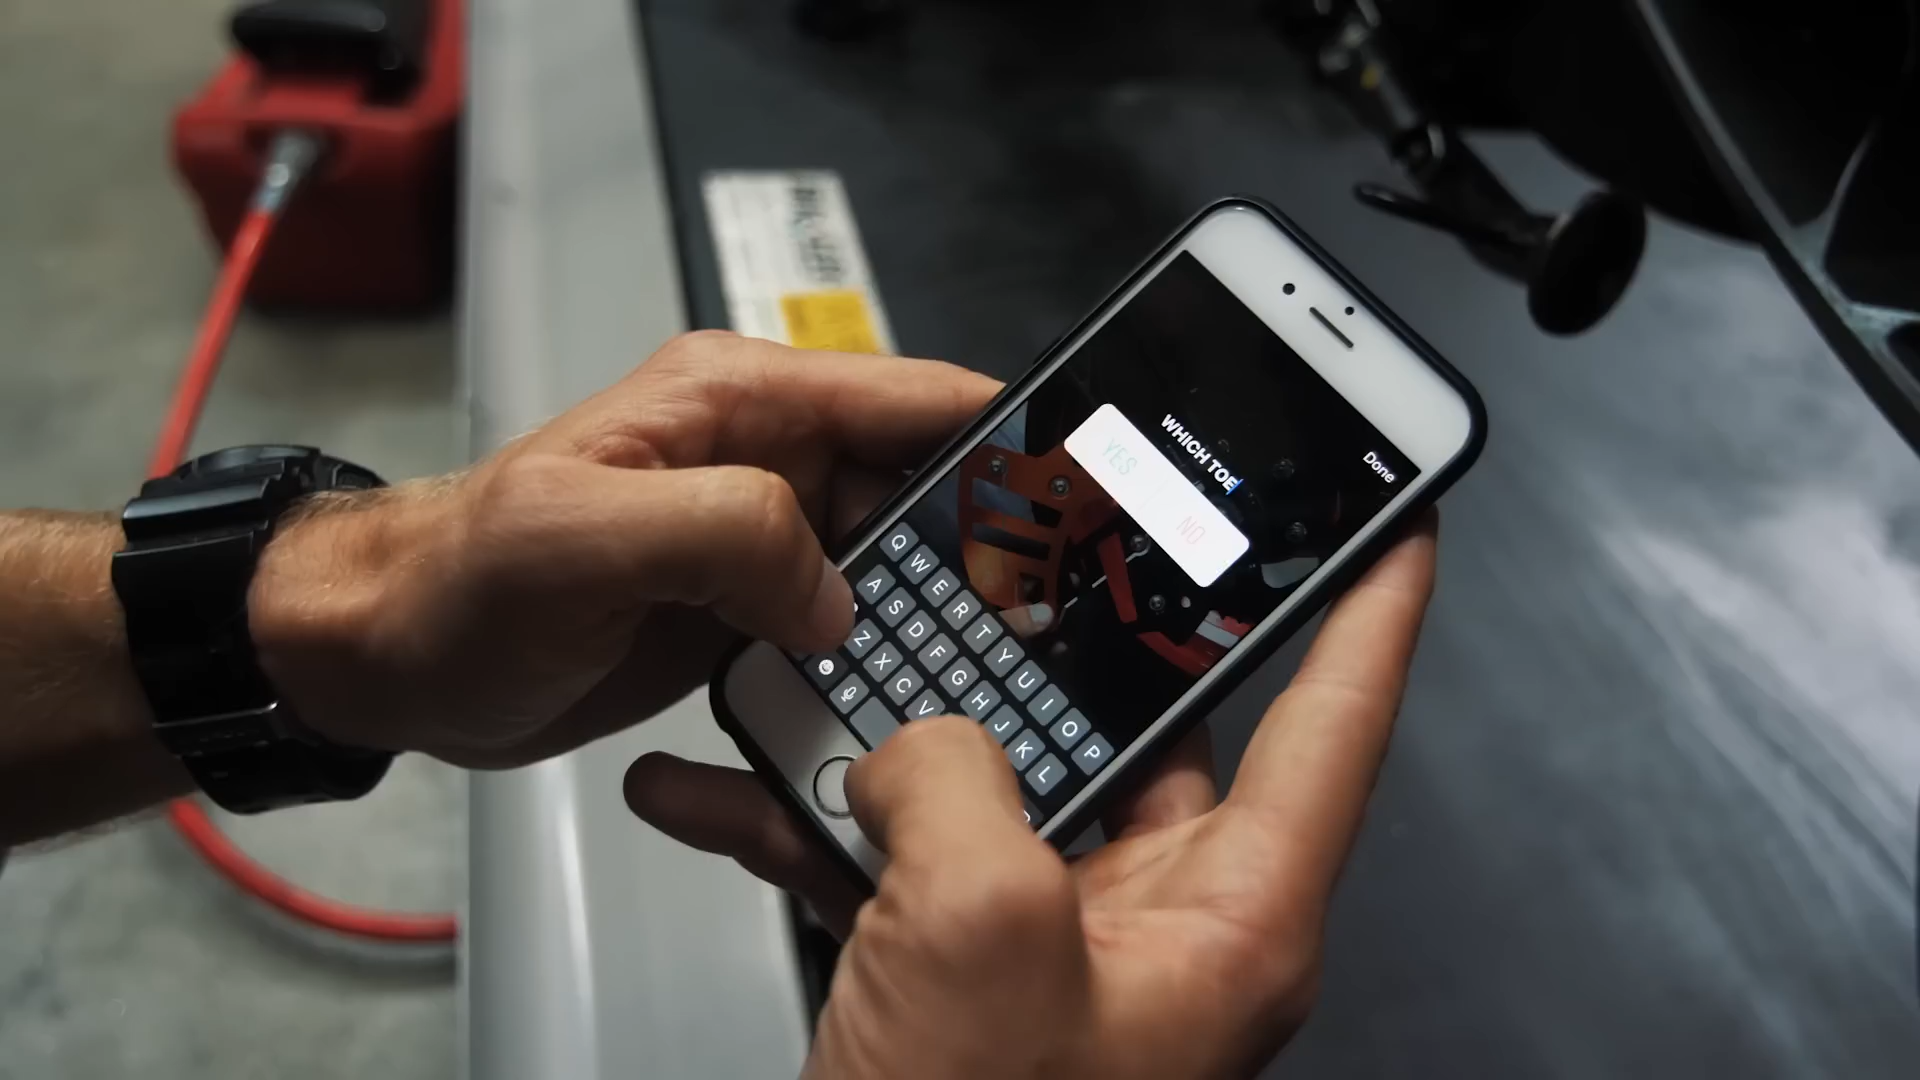 WHICH TOE
YES
NO
Done
Q W E R T Y U I O P
A S D F G H J K L
Z X C V